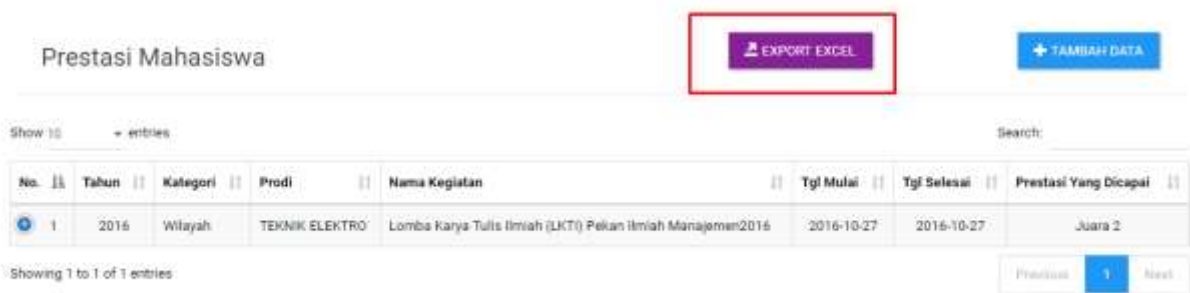 Prestasi Mahasiswa
EXPORT EXCEL
TAMBAH DATA
Show 10 entries
Search:
No. Tahun Kategori Prodi Nama Kegiatan Tgl Mulai Tgl Selesai Prestasi Yang Dicapai
1 2016 Wilayah TEKNIK ELEKTRO Lomba Karya Tulis Ilmiah (LKTI) Pekan Ilmiah Manajemen2016 2016-10-27 2016-10-27 Juara 2
Showing 1 to 1 of 1 entries
Previous 1 Next